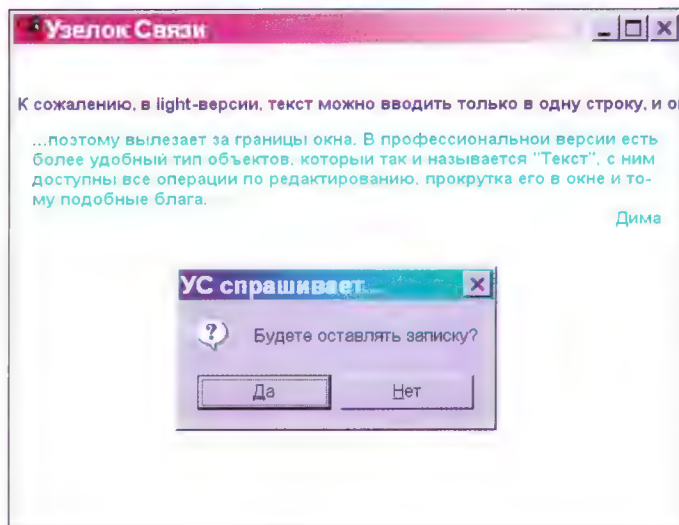 Узелок Связи
К сожалению, в light-версии, текст можно вводить только в одну строку, и о
...поэтому вылезает за границы окна. В профессиональной версии есть
более удобный тип объектов, который так и называется "Текст", с ним
доступны все операции по редактированию, прокрутка его в окне и то-
му подобные блага.
Дима
УС спрашивает...
Будете оставлять записку?
Да
Нет